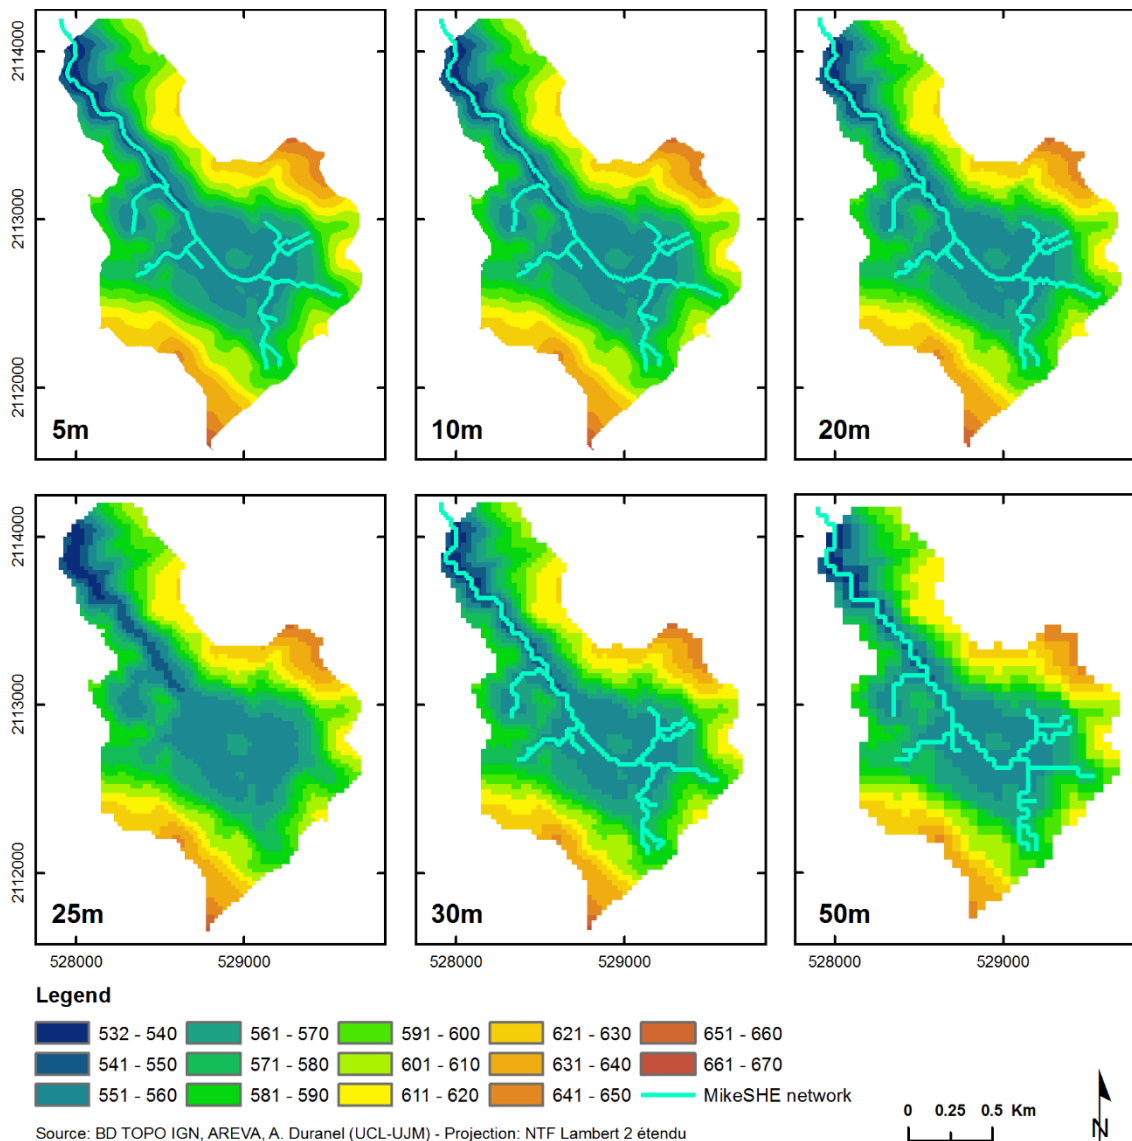 2114000
2113000
2112000
5m
10m
20m
2114000
2113000
2112000
25m
30m
50m
528000 529000 528000 529000 528000 529000
Legend
532 - 540 561 - 570 591 - 600 621 - 630 651 - 660
541 - 550 571 - 580 601 - 610 631 - 640 661 - 670
551 - 560 581 - 590 611 - 620 641 - 650 MikeSHE network
0 0.25 0.5 Km
N
Source: BD TOPO IGN, AREVA, A. Duranel (UCL-UJM) - Projection: NTF Lambert 2 étendu